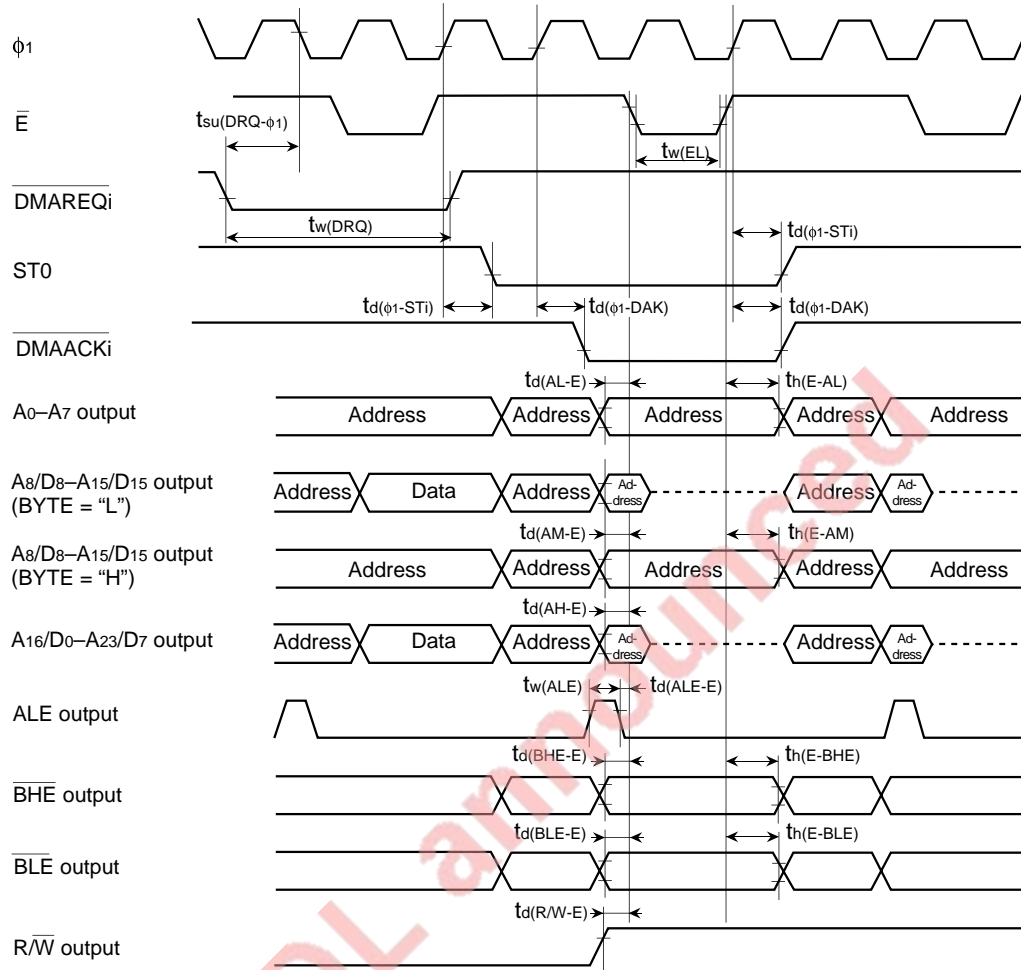 ϕ1
E
tsu(DRQ-ϕ1)
tw(EL)
DMAREQi
tw(DRQ)
td(ϕ1-STi)
ST0
td(ϕ1-STi) td(ϕ1-DAK) td(ϕ1-DAK)
DMAACKi
td(AL-E) th(E-AL)
A0–A7 output Address Address Address Address Address
A8/D8–A15/D15 output
(BYTE = “L”)
Address Data Address Ad-
dress Address Ad-
dress
td(AM-E) th(E-AM)
A8/D8–A15/D15 output
(BYTE = “H”)
Address Address Address Address Address
td(AH-E)
A16/D0–A23/D7 output Address Data Address Ad-
dress Address Ad-
dress
tw(ALE) td(ALE-E)
ALE output
td(BHE-E) th(E-BHE)
BHE output
td(BLE-E) th(E-BLE)
BLE output
td(R/W-E)
R/W output
OL announced